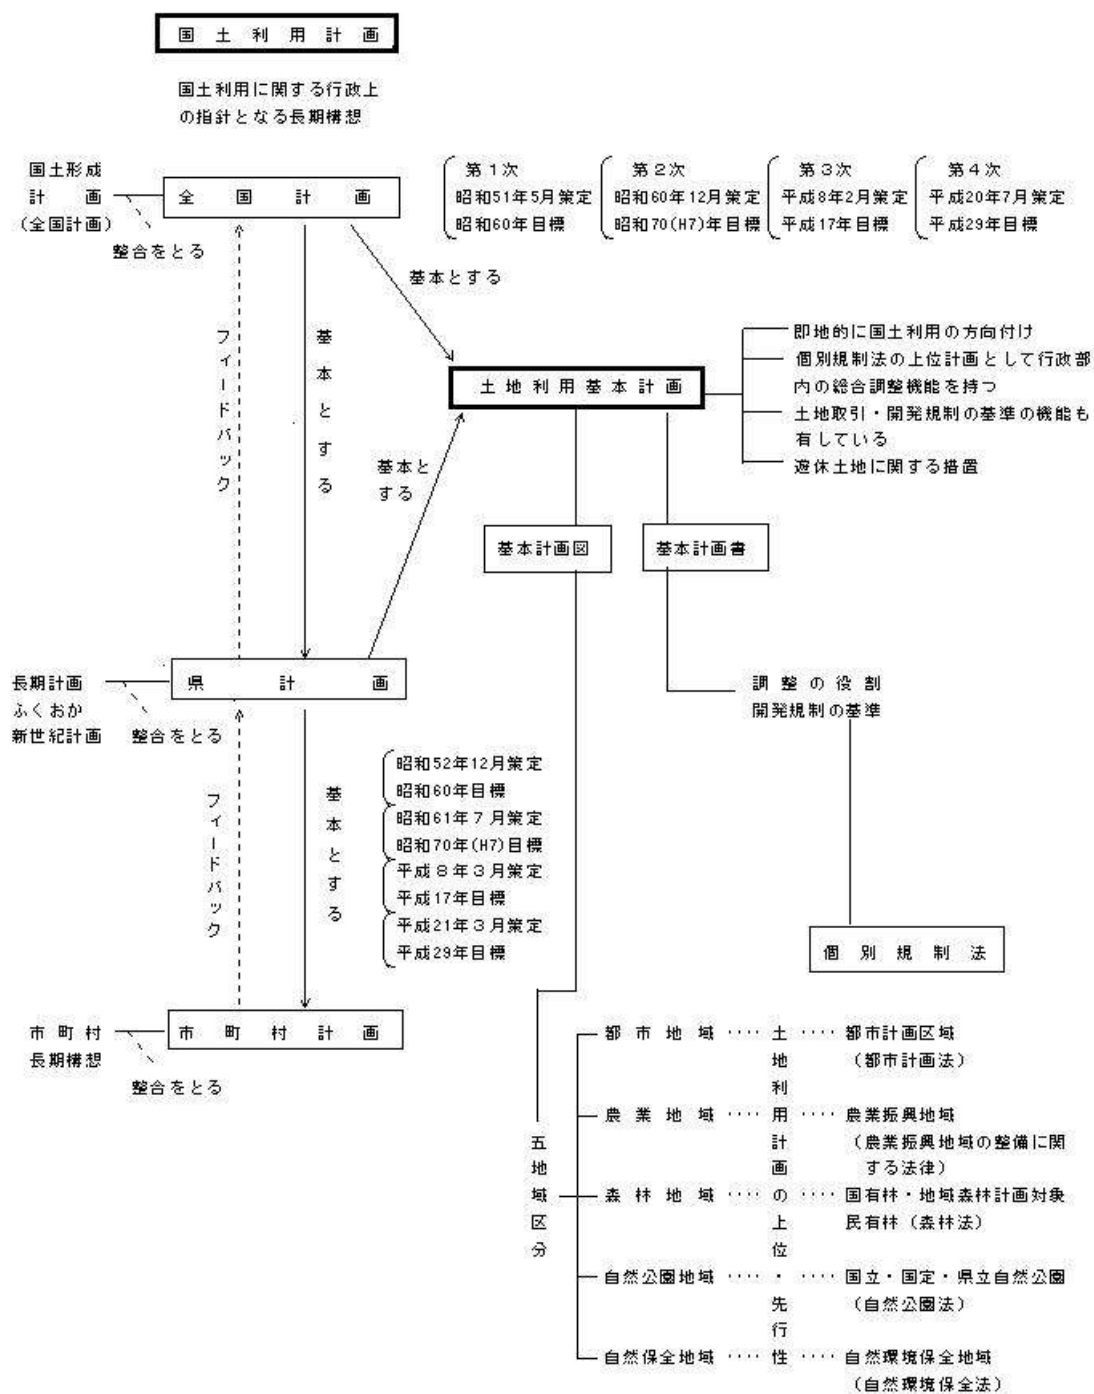 国土利用計画
国土利用に関する行政上
の指針となる長期構想
国土形成
計画
(全国計画)
整合をとる
全国計画
第１次
昭和51年5月策定
昭和60年目標
第２次
昭和60年12月策定
昭和70(H7)年目標
第３次
平成8年2月策定
平成17年目標
第４次
平成20年7月策定
平成29年目標
基本とする
フィードバック
基本とする
土地利用基本計画
即地的に国土利用の方向付け
個別規制法の上位計画として行政部
内の総合調整機能を持つ
土地取引・開発規制の基準の機能も
有している
遊休土地に関する措置
基本と
する
基本計画図
基本計画書
長期計画
ふくおか
新世紀計画
整合をとる
県計画
調整の役割
開発規制の基準
フィードバック
基本とする
昭和52年12月策定
昭和60年目標
昭和61年７月策定
昭和70年(H7)目標
平成８年３月策定
平成17年目標
平成21年３月策定
平成29年目標
個別規制法
市町村
長期構想
整合をとる
市町村計画
五地域区分
土地利用計画の上位・先行性
都市地域‥‥
‥‥都市計画区域
（都市計画法）
農業地域‥‥
‥‥農業振興地域
（農業振興地域の整備に関
する法律）
森林地域‥‥
‥‥国有林・地域森林計画対象
民有林（森林法）
自然公園地域‥‥
‥‥国立・国定・県立自然公園
（自然公園法）
自然保全地域‥‥
‥‥自然環境保全地域
（自然環境保全法）